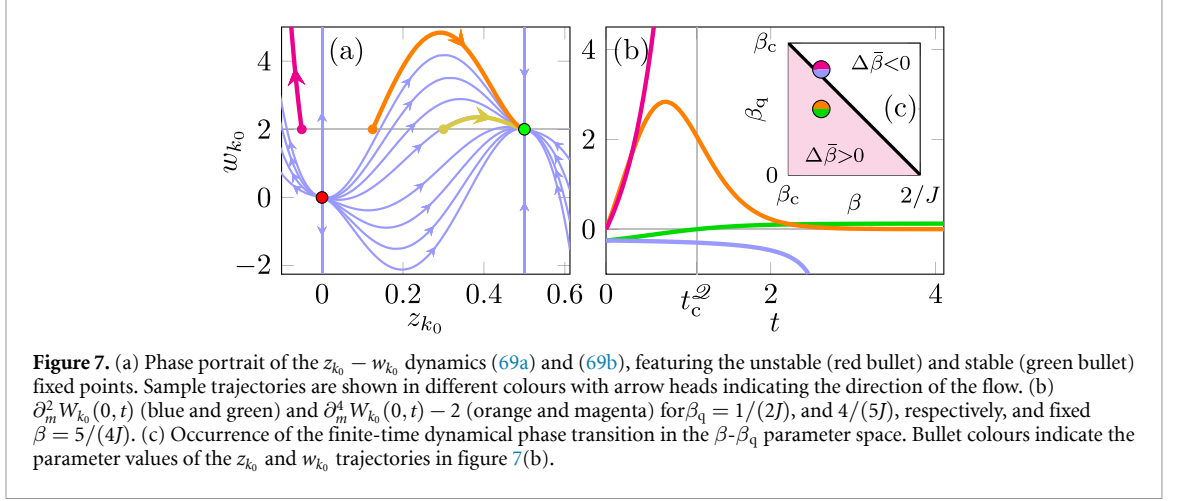 (a)
4
2
0
−2
w_{k_0}
0
0.2
0.4
0.6
z_{k_0}
(b)
4
2
0
0
t_c^𝒬
2
4
t
β_c
β_q
0
β_c
β
2/J
Δβ̄<0
(c)
Δβ̄>0
Figure 7. (a) Phase portrait of the z_{k_0} − w_{k_0} dynamics (69a) and (69b), featuring the unstable (red bullet) and stable (green bullet)
fixed points. Sample trajectories are shown in different colours with arrow heads indicating the direction of the flow. (b)
∂_m^2 W_{k_0}(0, t) (blue and green) and ∂_m^4 W_{k_0}(0, t) − 2 (orange and magenta) forβ_q = 1/(2J), and 4/(5J), respectively, and fixed
β = 5/(4J). (c) Occurrence of the finite-time dynamical phase transition in the β-β_q parameter space. Bullet colours indicate the
parameter values of the z_{k_0} and w_{k_0} trajectories in figure 7(b).